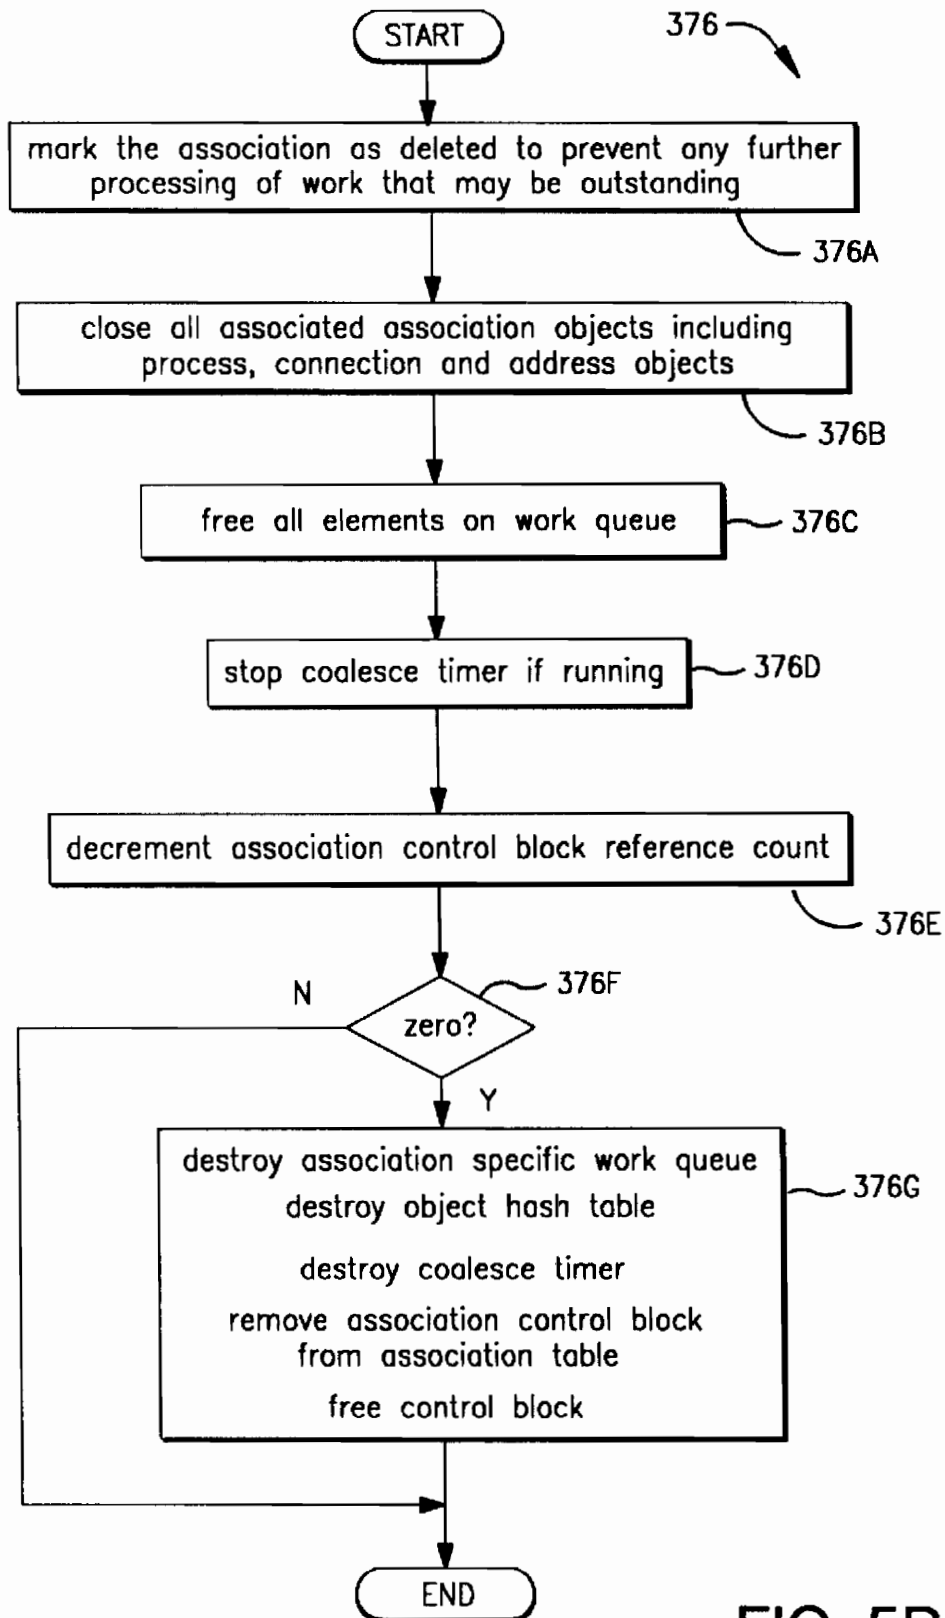 START
376
mark the association as deleted to prevent any further
processing of work that may be outstanding
376A
close all associated association objects including
process, connection and address objects
376B
free all elements on work queue
376C
stop coalesce timer if running
376D
decrement association control block reference count
376E
376F
N
zero?
Y
destroy association specific work queue
376G
destroy object hash table
destroy coalesce timer
remove association control block
from association table
free control block
END